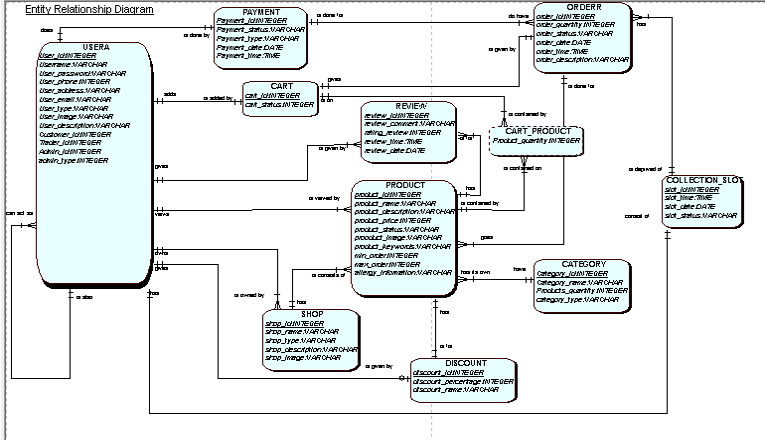 Entity Relationship Diagram
PAYMENT
Payment_id:INTEGER
Payment_status:VARCHAR
Payment_type:VARCHAR
Payment_date:DATE
Payment_time:TIME
ORDERR
order_id:INTEGER
order_quantity:INTEGER
order_status:VARCHAR
order_date:DATE
order_time:TIME
order_description:VARCHAR
does
is done by
is done for
do have
has
is given by
USERA
User_id:INTEGER
Username:VARCHAR
User_password:VARCHAR
User_phone:INTEGER
User_address:VARCHAR
User_email:VARCHAR
User_type:VARCHAR
User_image:VARCHAR
User_description:VARCHAR
Customer_id:INTEGER
Trader_id:INTEGER
Admin_id:INTEGER
admin_type:INTEGER
adds
is added by
CART
cart_id:INTEGER
cart_status:INTEGER
gives
is on
is done to
REVIEW
review_id:INTEGER
review_comment:VARCHAR
rating_review:INTEGER
review_time:TIME
review_date:DATE
is given by
is for
is contained by
CART_PRODUCT
Product_quantity:INTEGER
is contained on
gives
views
is viewed by
PRODUCT
product_id:INTEGER
product_name:VARCHAR
product_description:VARCHAR
product_price:INTEGER
product_status:VARCHAR
product_image:VARCHAR
product_keywords:VARCHAR
min_order:INTEGER
max_order:INTEGER
allergy_information:VARCHAR
has
is contained by
goes
has its own
have
is deprived of
COLLECTION_SLOT
slot_id:INTEGER
slot_time:TIME
slot_date:DATE
slot_status:VARCHAR
consist of
can act as
is also
owns
gives
has
is owned by
is consists of
has
CATEGORY
Category_id:INTEGER
Category_name:VARCHAR
Products_quantity:INTEGER
category_type:VARCHAR
SHOP
shop_id:INTEGER
shop_name:VARCHAR
shop_type:VARCHAR
shop_description:VARCHAR
shop_image:VARCHAR
has
is for
is given by
DISCOUNT
discount_id:INTEGER
discount_percentage:INTEGER
discount_name:VARCHAR